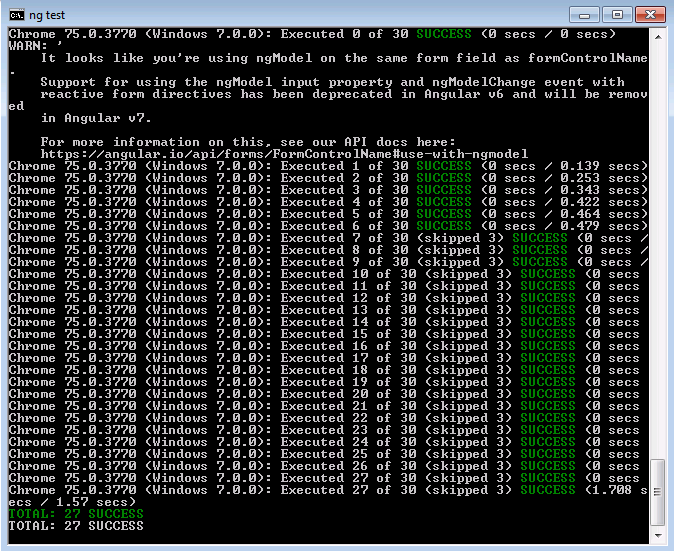 ng test
Chrome 75.0.3770 (Windows 7.0.0): Executed 0 of 30 SUCCESS (0 secs / 0 secs)
WARN: '
It looks like you're using ngModel on the same form field as formControlName
.
Support for using the ngModel input property and ngModelChange event with
reactive form directives has been deprecated in Angular v6 and will be remov
ed
in Angular v7.
For more information on this, see our API docs here:
https://angular.io/api/forms/FormControlName#use-with-ngmodel
Chrome 75.0.3770 (Windows 7.0.0): Executed 1 of 30 SUCCESS (0 secs / 0.139 secs)
Chrome 75.0.3770 (Windows 7.0.0): Executed 2 of 30 SUCCESS (0 secs / 0.253 secs)
Chrome 75.0.3770 (Windows 7.0.0): Executed 3 of 30 SUCCESS (0 secs / 0.343 secs)
Chrome 75.0.3770 (Windows 7.0.0): Executed 4 of 30 SUCCESS (0 secs / 0.422 secs)
Chrome 75.0.3770 (Windows 7.0.0): Executed 5 of 30 SUCCESS (0 secs / 0.464 secs)
Chrome 75.0.3770 (Windows 7.0.0): Executed 6 of 30 SUCCESS (0 secs / 0.479 secs)
Chrome 75.0.3770 (Windows 7.0.0): Executed 7 of 30 (skipped 3) SUCCESS (0 secs /
Chrome 75.0.3770 (Windows 7.0.0): Executed 8 of 30 (skipped 3) SUCCESS (0 secs /
Chrome 75.0.3770 (Windows 7.0.0): Executed 9 of 30 (skipped 3) SUCCESS (0 secs /
Chrome 75.0.3770 (Windows 7.0.0): Executed 10 of 30 (skipped 3) SUCCESS (0 secs
Chrome 75.0.3770 (Windows 7.0.0): Executed 11 of 30 (skipped 3) SUCCESS (0 secs
Chrome 75.0.3770 (Windows 7.0.0): Executed 12 of 30 (skipped 3) SUCCESS (0 secs
Chrome 75.0.3770 (Windows 7.0.0): Executed 13 of 30 (skipped 3) SUCCESS (0 secs
Chrome 75.0.3770 (Windows 7.0.0): Executed 14 of 30 (skipped 3) SUCCESS (0 secs
Chrome 75.0.3770 (Windows 7.0.0): Executed 15 of 30 (skipped 3) SUCCESS (0 secs
Chrome 75.0.3770 (Windows 7.0.0): Executed 16 of 30 (skipped 3) SUCCESS (0 secs
Chrome 75.0.3770 (Windows 7.0.0): Executed 17 of 30 (skipped 3) SUCCESS (0 secs
Chrome 75.0.3770 (Windows 7.0.0): Executed 18 of 30 (skipped 3) SUCCESS (0 secs
Chrome 75.0.3770 (Windows 7.0.0): Executed 19 of 30 (skipped 3) SUCCESS (0 secs
Chrome 75.0.3770 (Windows 7.0.0): Executed 20 of 30 (skipped 3) SUCCESS (0 secs
Chrome 75.0.3770 (Windows 7.0.0): Executed 21 of 30 (skipped 3) SUCCESS (0 secs
Chrome 75.0.3770 (Windows 7.0.0): Executed 22 of 30 (skipped 3) SUCCESS (0 secs
Chrome 75.0.3770 (Windows 7.0.0): Executed 23 of 30 (skipped 3) SUCCESS (0 secs
Chrome 75.0.3770 (Windows 7.0.0): Executed 24 of 30 (skipped 3) SUCCESS (0 secs
Chrome 75.0.3770 (Windows 7.0.0): Executed 25 of 30 (skipped 3) SUCCESS (0 secs
Chrome 75.0.3770 (Windows 7.0.0): Executed 26 of 30 (skipped 3) SUCCESS (0 secs
Chrome 75.0.3770 (Windows 7.0.0): Executed 27 of 30 (skipped 3) SUCCESS (0 secs
Chrome 75.0.3770 (Windows 7.0.0): Executed 27 of 30 (skipped 3) SUCCESS (1.708 s
ecs / 1.57 secs)
TOTAL: 27 SUCCESS
TOTAL: 27 SUCCESS